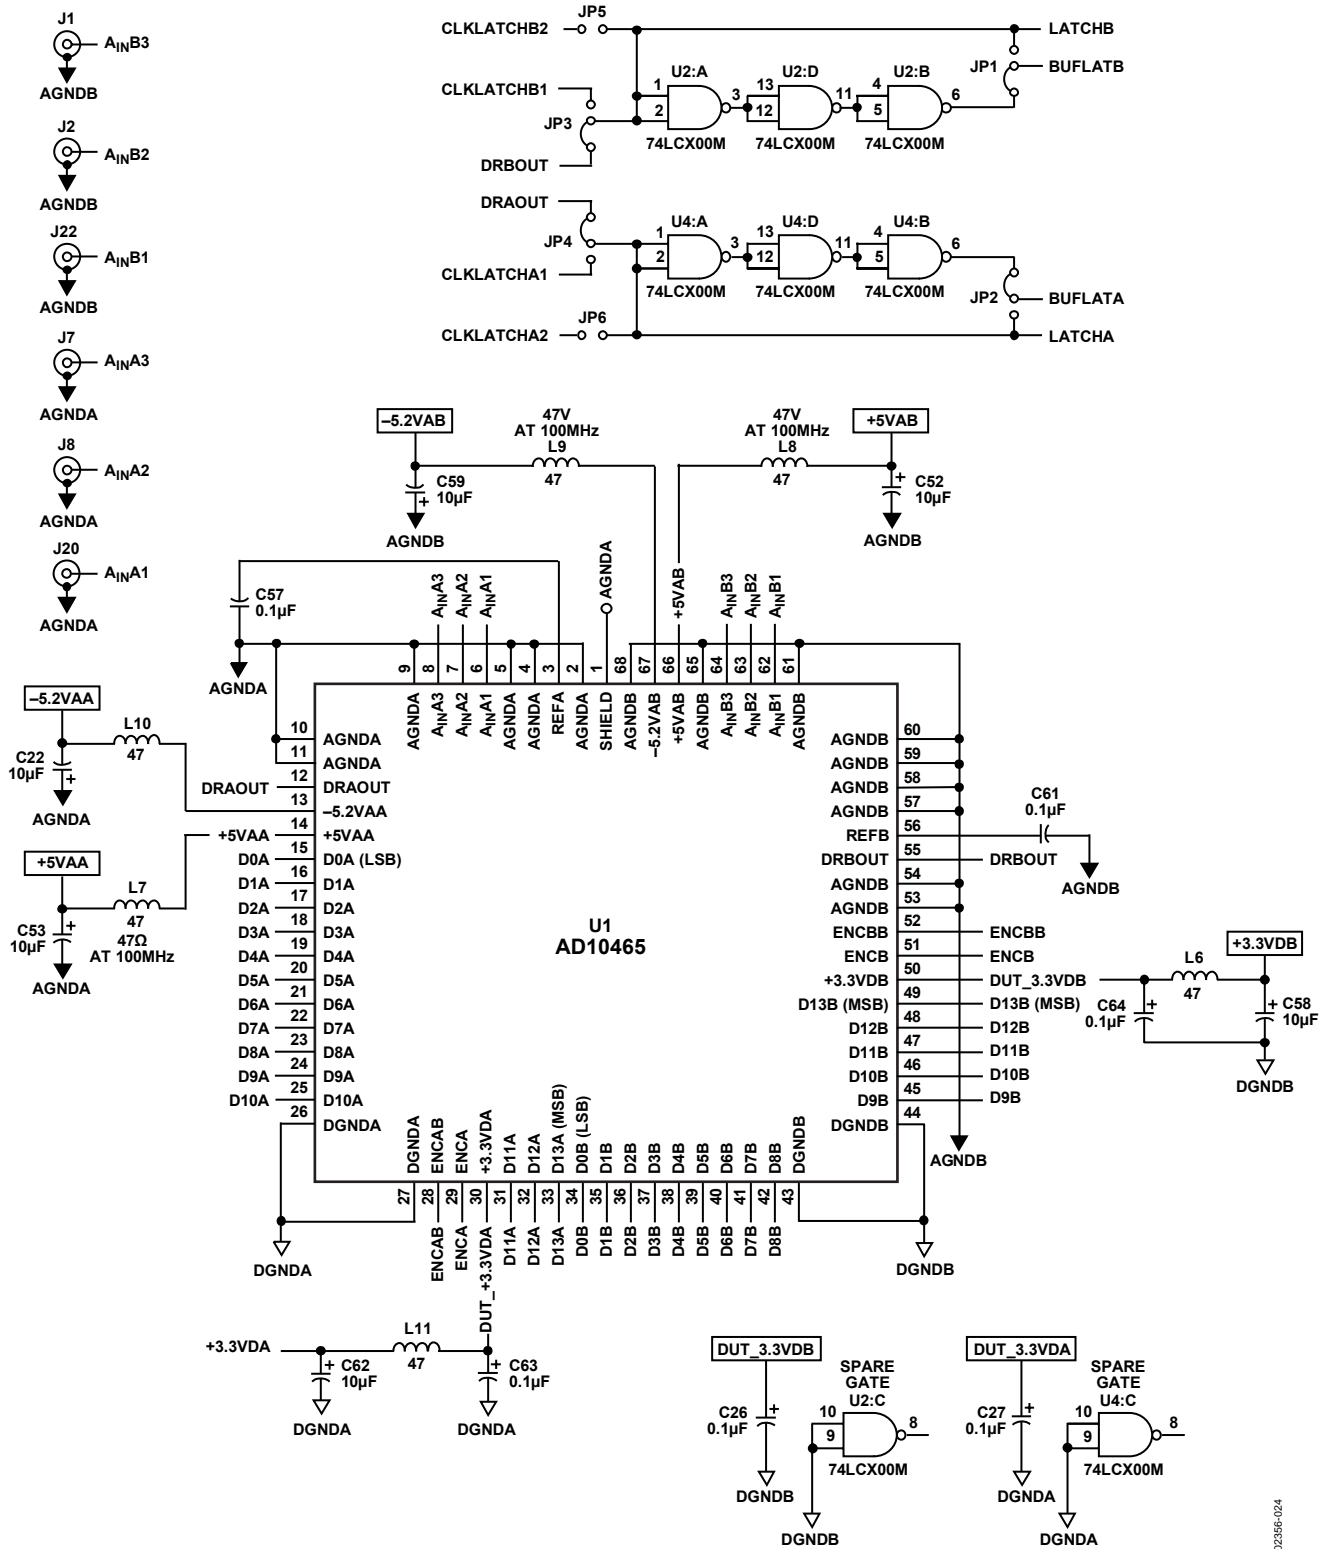 J1
AINB3
AGNDB
J2
AINB2
AGNDB
J22
AINB1
AGNDB
J7
AINA3
AGNDA
J8
AINA2
AGNDA
J20
AINA1
AGNDA
CLKLATCHB2
JP5
LATCHB
CLKLATCHB1
JP3
DRBOUT
1
2
U2:A
3
74LCX00M
13
12
U2:D
11
74LCX00M
4
5
U2:B
6
74LCX00M
JP1
BUFLATB
DRAOUT
JP4
CLKLATCHA1
1
2
U4:A
3
74LCX00M
13
12
U4:D
11
74LCX00M
4
5
U4:B
6
74LCX00M
JP2
BUFLATA
CLKLATCHA2
JP6
LATCHA
–5.2VAB
47V
AT 100MHz
L9
47
C59
10µF
+
AGNDB
47V
AT 100MHz
L8
47
+5VAB
+
C52
10µF
AGNDB
C57
0.1µF
AGNDA
AINA3
AINA2
AINA1
AGNDA
+5VAB
AINB3
AINB2
AINB1
9
8
7
6
5
4
3
2
1
68
67
66
65
64
63
62
61
AGNDA
AINA3
AINA2
AINA1
AGNDA
AGNDA
REFA
AGNDA
SHIELD
AGNDB
–5.2VAB
+5VAB
AGNDB
AINB3
AINB2
AINB1
AGNDB
–5.2VAA
L10
47
C22
10µF
+
AGNDA
+5VAA
L7
47
47Ω
AT 100MHz
C53
10µF
+
AGNDA
10 AGNDA
11 AGNDA
DRAOUT 12 DRAOUT
13 –5.2VAA
+5VAA 14 +5VAA
D0A 15 D0A (LSB)
D1A 16 D1A
D2A 17 D2A
D3A 18 D3A
D4A 19 D4A
D5A 20 D5A
D6A 21 D6A
D7A 22 D7A
D8A 23 D8A
D9A 24 D9A
D10A 25 D10A
26 DGNDA
U1
AD10465
AGNDB 60
AGNDB 59
AGNDB 58
AGNDB 57
REFB 56
DRBOUT 55 DRBOUT
AGNDB 54
AGNDB 53
ENCBB 52 ENCBB
ENCB 51 ENCB
+3.3VDB 50 DUT_3.3VDB
D13B (MSB) 49 D13B (MSB)
D12B 48 D12B
D11B 47 D11B
D10B 46 D10B
D9B 45 D9B
DGNDB 44
C61
0.1µF
AGNDB
+3.3VDB
L6
47
C64
0.1µF
+
+
C58
10µF
DGNDB
AGNDB
DGNDA
ENCAB
ENCA
+3.3VDA
D11A
D12A
D13A (MSB)
D0B (LSB)
D1B
D2B
D3B
D4B
D5B
D6B
D7B
D8B
DGNDB
27
28
29
30
31
32
33
34
35
36
37
38
39
40
41
42
43
ENCAB
ENCA
DUT_+3.3VDA
D11A
D12A
D13A
D0B
D1B
D2B
D3B
D4B
D5B
D6B
D7B
D8B
DGNDA
DGNDB
+3.3VDA
L11
47
+
C62
10µF
DGNDA
+
C63
0.1µF
DGNDA
DUT_3.3VDB
C26
0.1µF
+
DGNDB
SPARE
GATE
U2:C
10
9
8
74LCX00M
DGNDB
DUT_3.3VDA
C27
0.1µF
+
DGNDA
SPARE
GATE
U4:C
10
9
8
74LCX00M
DGNDA
02356-024